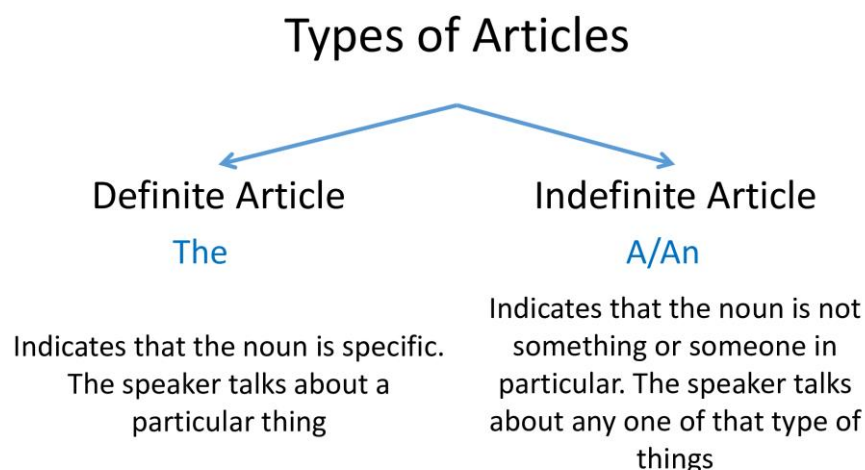 Types of Articles
Definite Article
The
Indicates that the noun is specific.
The speaker talks about a
particular thing
Indefinite Article
A/An
Indicates that the noun is not
something or someone in
particular. The speaker talks
about any one of that type of
things